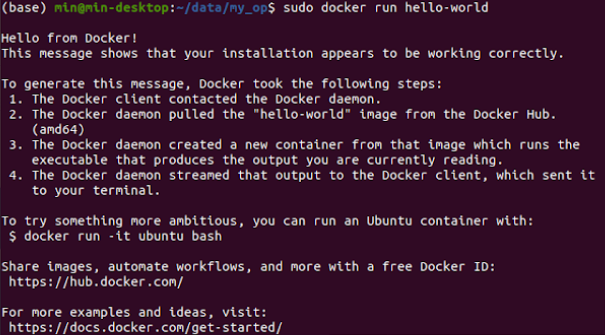 (base) min@min-desktop:~/data/my_op$ sudo docker run hello-world
Hello from Docker!
This message shows that your installation appears to be working correctly.
To generate this message, Docker took the following steps:
1. The Docker client contacted the Docker daemon.
2. The Docker daemon pulled the "hello-world" image from the Docker Hub.
(amd64)
3. The Docker daemon created a new container from that image which runs the
executable that produces the output you are currently reading.
4. The Docker daemon streamed that output to the Docker client, which sent it
to your terminal.
To try something more ambitious, you can run an Ubuntu container with:
$ docker run -it ubuntu bash
Share images, automate workflows, and more with a free Docker ID:
https://hub.docker.com/
For more examples and ideas, visit:
https://docs.docker.com/get-started/